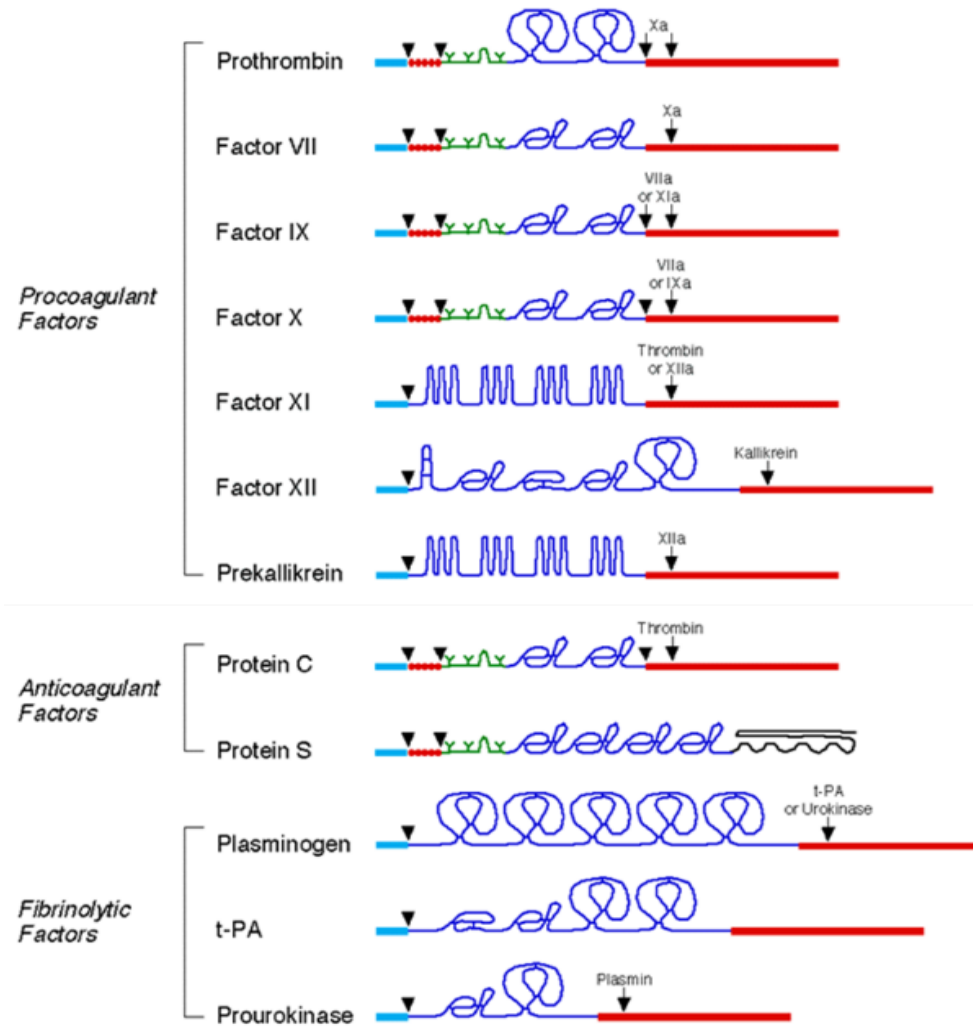 Xa
Prothrombin
Xa
Factor VII
VIIa
or XIa
Factor IX
VIIa
or IXa
Procoagulant
Factors
Factor X
Thrombin
or XIIa
Factor XI
Kallikrein
Factor XII
XIIa
Prekallikrein
Thrombin
Protein C
Anticoagulant
Factors
Protein S
t-PA
or Urokinase
Plasminogen
Fibrinolytic
Factors
t-PA
Plasmin
Prourokinase